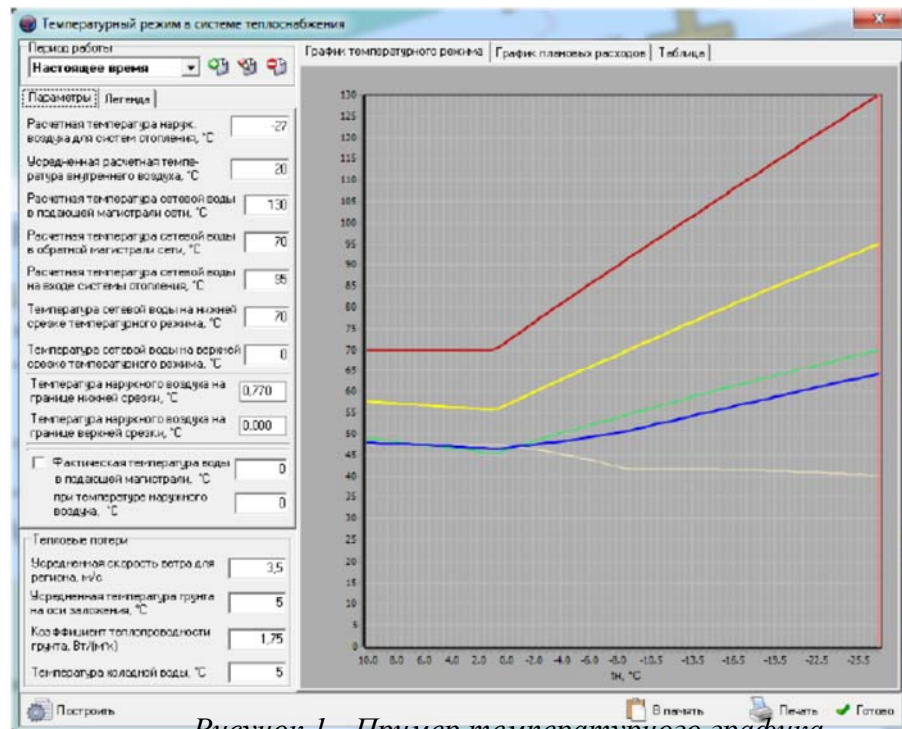 Температурный режим в системе теплоснабжения
Период работы
Настоящее время
Параметры Легенда
Расчетная температура наруж.
воздуха для систем отопления, °C
-27
Усредненная расчетная темпе-
ратура внутреннего воздуха, °C
20
Расчетная температура сетевой воды
в подающей магистрали сети, °C
130
Расчетная температура сетевой воды
в обратной магистрали сети, °C
70
Расчетная температура сетевой воды
на входе системы отопления, °C
95
Температура сетевой воды на нижней
срезке температурного режима, °C
70
Температура сетевой воды на верхней
срезке температурного режима, °C
0
Температура наружного воздуха на
границе нижней срезки, °C
0,770
Температура наружного воздуха на
границе верхней срезки, °C
0,000
Фактическая температура воды
в подающей магистрали, °C
0
при температуре наружного
воздуха, °C
0
Тепловые потери
Усредненная скорость ветра для
региона, м/с
3,5
Усредненная температура грунта
на оси заложения, °C
5
Коэффициент теплопроводности
грунта, Вт/(м*к)
1,75
Температура холодной воды, °C
5
График температурного режима График плановых расходов Таблица
130
125
120
115
110
105
100
95
90
85
80
75
70
65
60
55
50
45
40
35
30
25
20
15
10
5
0
10.0 8.0 6.0 4.0 2.0 0.0 -2.0 -4.0 -6.0 -8.0 -10.5 -13.5 -16.5 -19.5 -22.5 -25.5
tн, °C
Построить
В память Печать Готово
Рисунок 1 - Пример температурного графика